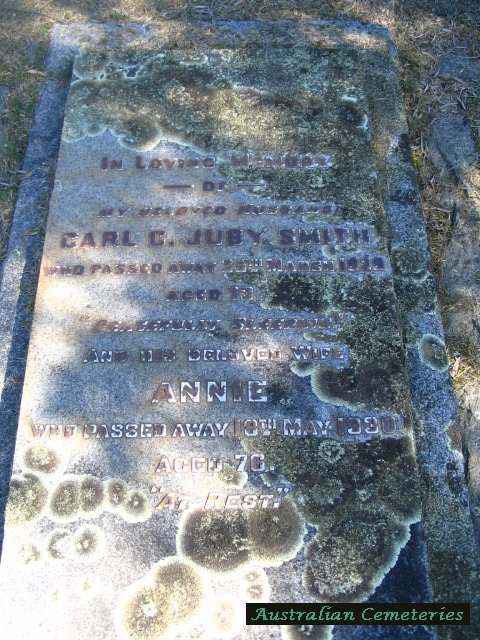 In Loving Memory
— OF —
MY BELOVED HUSBAND
CARL C. JUBY SMITH
WHO PASSED AWAY MARCH
AGED
"PEACEFULLY SLEEPING"
AND HIS BELOVED WIFE
ANNIE
WHO PASSED AWAY MAY
AGED 76.
"AT REST."
Australian Cemeteries